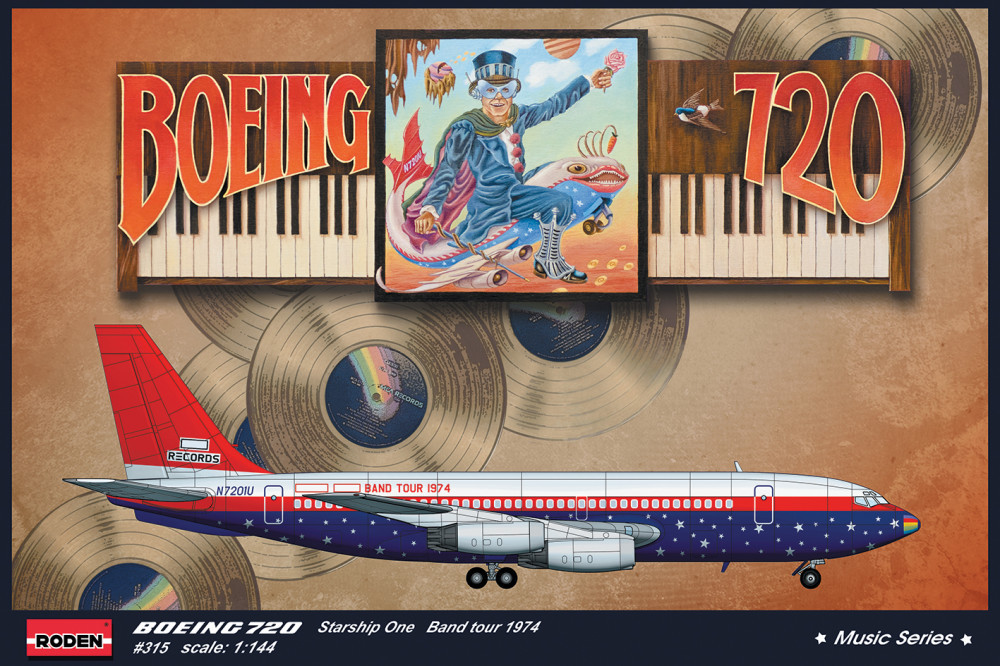 BOEING
720
N7201U
RECORDS
RECORDS
N7201U
BAND TOUR 1974
RODEN
BOEING 720 Starship One Band tour 1974
#315 scale: 1:144
Music Series